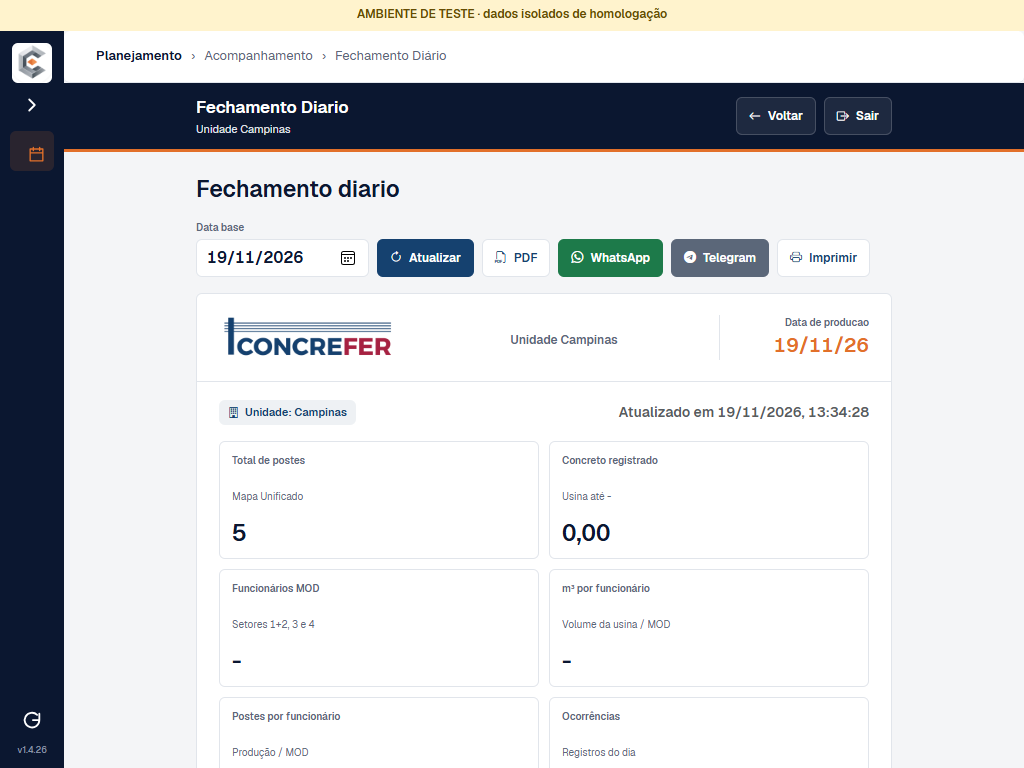 AMBIENTE DE TESTE · dados isolados de homologação
Planejamento › Acompanhamento › Fechamento Diário
Fechamento Diario
Unidade Campinas
Voltar
Sair
Fechamento diario
Data base
19/11/2026
Atualizar
PDF
WhatsApp
Telegram
Imprimir
CONCREFER
Unidade Campinas
Data de producao
19/11/26
Unidade: Campinas
Atualizado em 19/11/2026, 13:34:28
Total de postes
Mapa Unificado
5
Concreto registrado
Usina até -
0,00
Funcionários MOD
Setores 1+2, 3 e 4
-
m³ por funcionário
Volume da usina / MOD
-
Postes por funcionário
Produção / MOD
Ocorrências
Registros do dia
v1.4.26